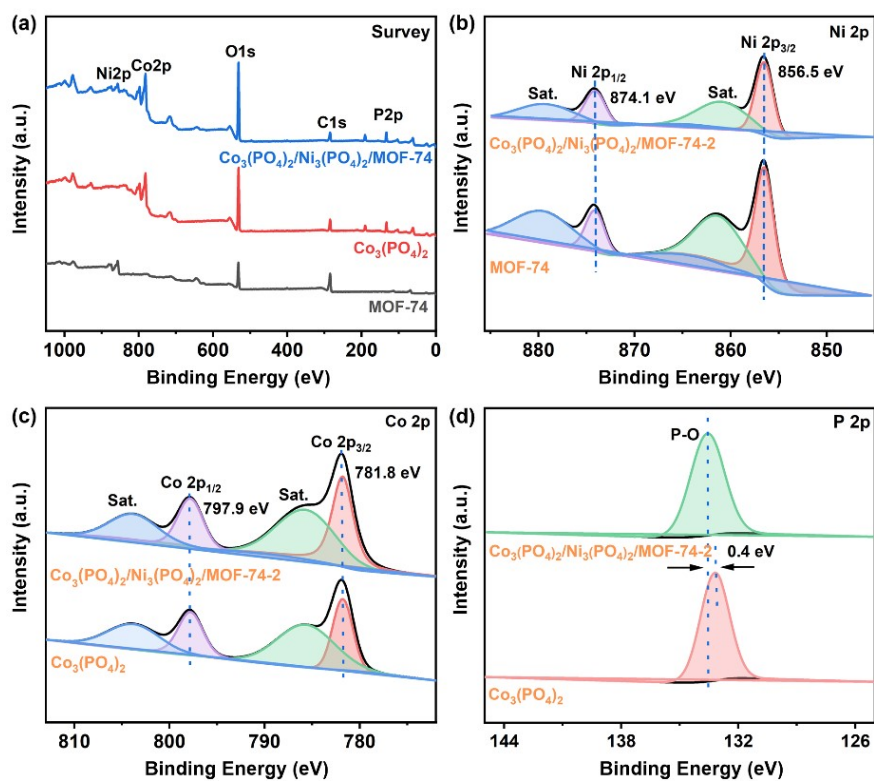 (a)
Survey
Ni2p
Co2p
O1s
C1s
P2p
Co₃(PO₄)₂/Ni₃(PO₄)₂/MOF-74
Co₃(PO₄)₂
MOF-74
Intensity (a.u.)
1000 800 600 400 200 0
Binding Energy (eV)
(b)
Ni 2p
Sat.
Ni 2p₁/₂
874.1 eV
Sat.
Ni 2p₃/₂
856.5 eV
Co₃(PO₄)₂/Ni₃(PO₄)₂/MOF-74-2
MOF-74
Intensity (a.u.)
880 870 860 850
Binding Energy (eV)
(c)
Co 2p
Sat.
Co 2p₁/₂
797.9 eV
Sat.
Co 2p₃/₂
781.8 eV
Co₃(PO₄)₂/Ni₃(PO₄)₂/MOF-74-2
Co₃(PO₄)₂
Intensity (a.u.)
810 800 790 780
Binding Energy (eV)
(d)
P 2p
P-O
Co₃(PO₄)₂/Ni₃(PO₄)₂/MOF-74-2
0.4 eV
Co₃(PO₄)₂
Intensity (a.u.)
144 138 132 126
Binding Energy (eV)